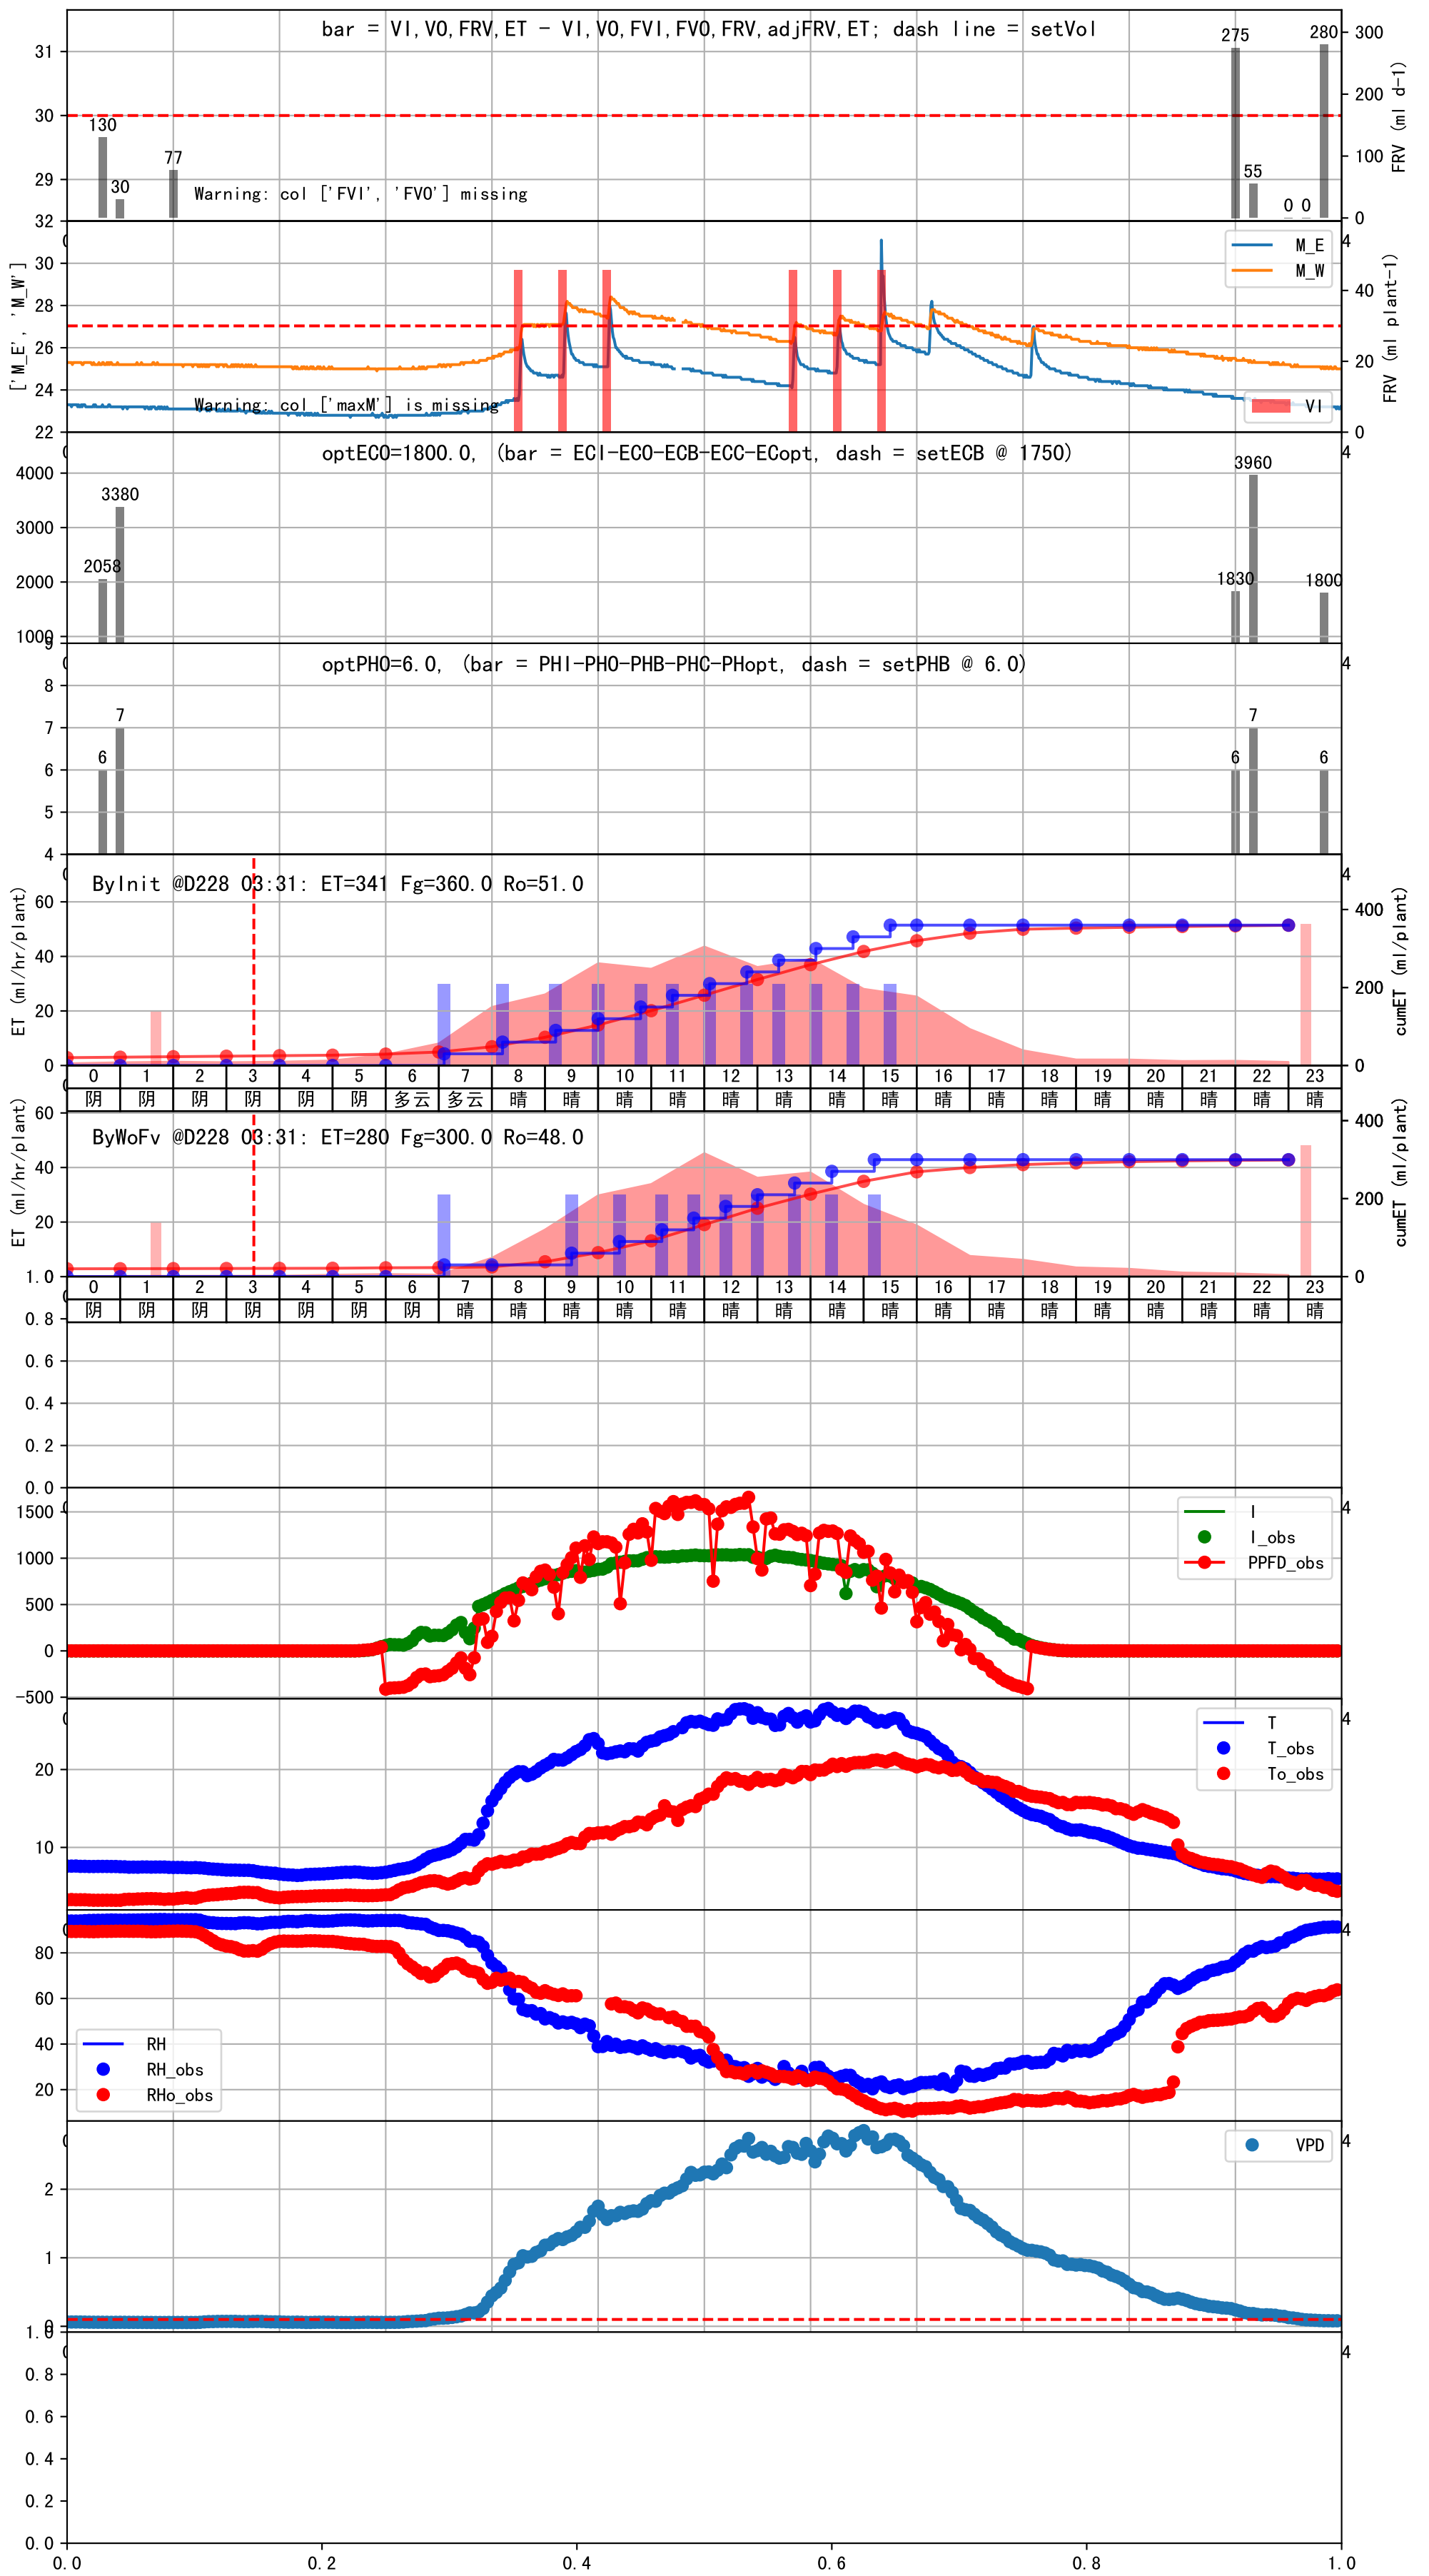 bar = VI,VO,FRV,ET - VI,VO,FVI,FVO,FRV,adjFRV,ET; dash line = setVol
31
30
29
300
200
100
0
FRV (ml d-1)
130
30
77
275
55
0
0
280
Warning: col ['FVI', 'FVO'] missing
['M_E', 'M_W']
32
30
28
26
24
22
4
M_E
M_W
40
20
0
FRV (ml plant-1)
Warning: col ['maxM'] is missing
VI
optECO=1800.0, (bar = ECI-ECO-ECB-ECC-ECopt, dash = setECB @ 1750)
4
4000
3000
2000
1000
2058
3380
1830
3960
1800
optPHO=6.0, (bar = PHI-PHO-PHB-PHC-PHopt, dash = setPHB @ 6.0)
4
9
8
7
6
5
4
6
7
6
7
6
ByInit @D228 03:31: ET=341 Fg=360.0 Ro=51.0
4
ET (ml/hr/plant)
60
40
20
0
400
200
0
cumET (ml/plant)
0 1 2 3 4 5 6 7 8 9 10 11 12 13 14 15 16 17 18 19 20 21 22 23
阴 阴 阴 阴 阴 阴 多云 多云 晴 晴 晴 晴 晴 晴 晴 晴 晴 晴 晴 晴 晴 晴 晴 晴
ByWoFv @D228 03:31: ET=280 Fg=300.0 Ro=48.0
ET (ml/hr/plant)
60
40
20
400
200
0
cumET (ml/plant)
0 1 2 3 4 5 6 7 8 9 10 11 12 13 14 15 16 17 18 19 20 21 22 23
阴 阴 阴 阴 阴 阴 阴 晴 晴 晴 晴 晴 晴 晴 晴 晴 晴 晴 晴 晴 晴 晴 晴 晴
1.0
0.8
0.6
0.4
0.2
0.0
4
1500
1000
500
0
-500
I
I_obs
PPFD_obs
4
20
10
T
T_obs
To_obs
4
80
60
40
20
RH
RH_obs
RHo_obs
4
2
1
0
VPD
4
1.0
0.8
0.6
0.4
0.2
0.0
0.0 0.2 0.4 0.6 0.8 1.0